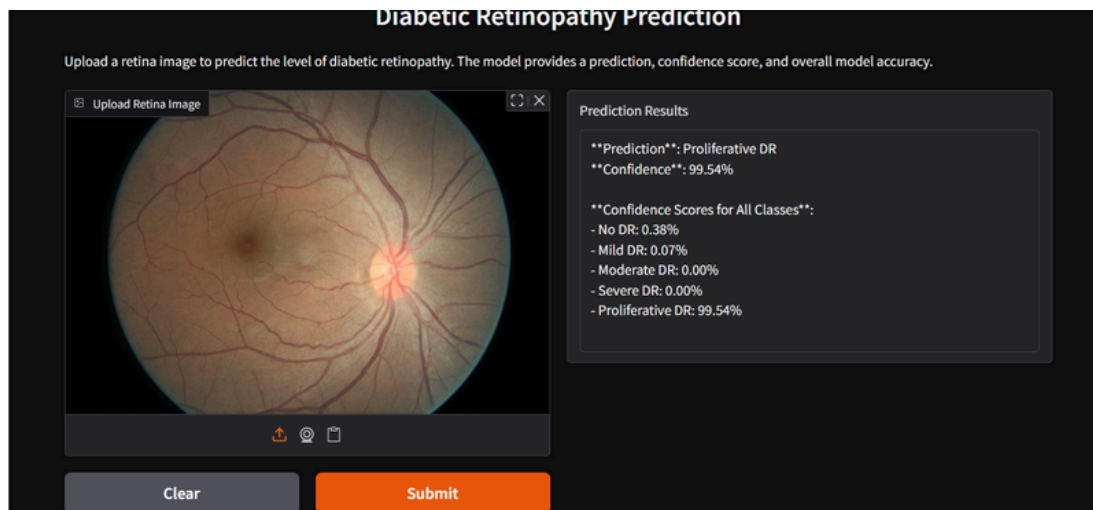 Diabetic Retinopathy Prediction
Upload a retina image to predict the level of diabetic retinopathy. The model provides a prediction, confidence score, and overall model accuracy.
Upload Retina Image
Prediction Results
**Prediction**: Proliferative DR
**Confidence**: 99.54%
**Confidence Scores for All Classes**:
- No DR: 0.38%
- Mild DR: 0.07%
- Moderate DR: 0.00%
- Severe DR: 0.00%
- Proliferative DR: 99.54%
Clear
Submit